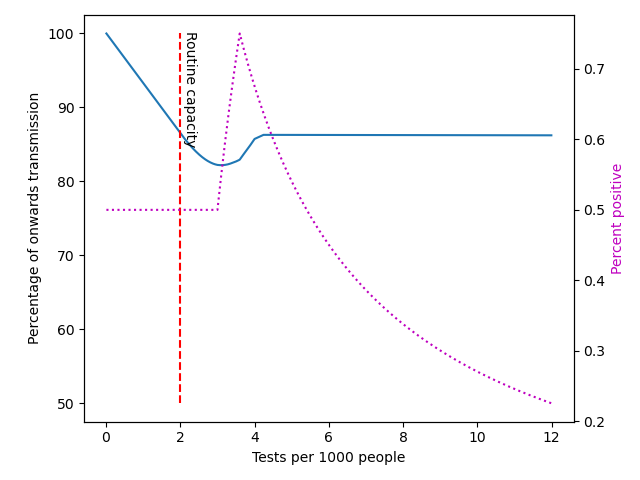 100
90
80
70
60
50
Percentage of onwards transmission
Routine capacity
0.7
0.6
0.5
0.4
0.3
0.2
Percent positive
0 2 4 6 8 10 12
Tests per 1000 people